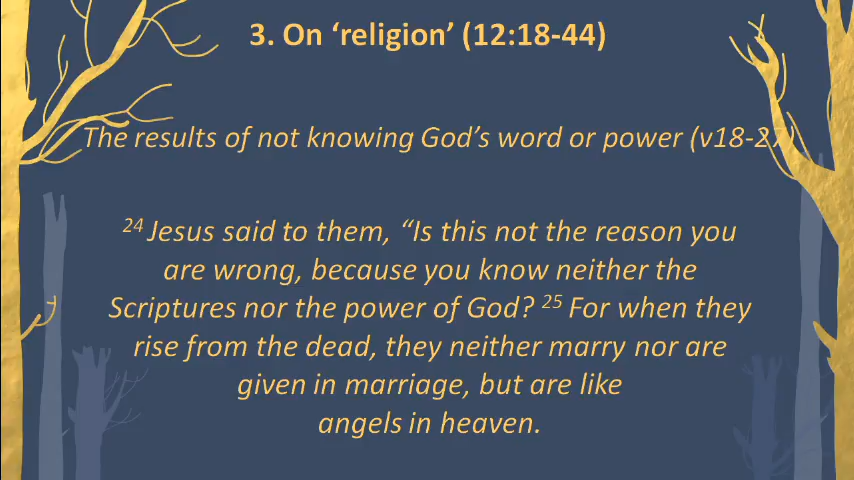 3. On ‘religion’ (12:18-44)
The results of not knowing God’s word or power (v18-27)
24 Jesus said to them, “Is this not the reason you
are wrong, because you know neither the
Scriptures nor the power of God? 25 For when they
rise from the dead, they neither marry nor are
given in marriage, but are like
angels in heaven.